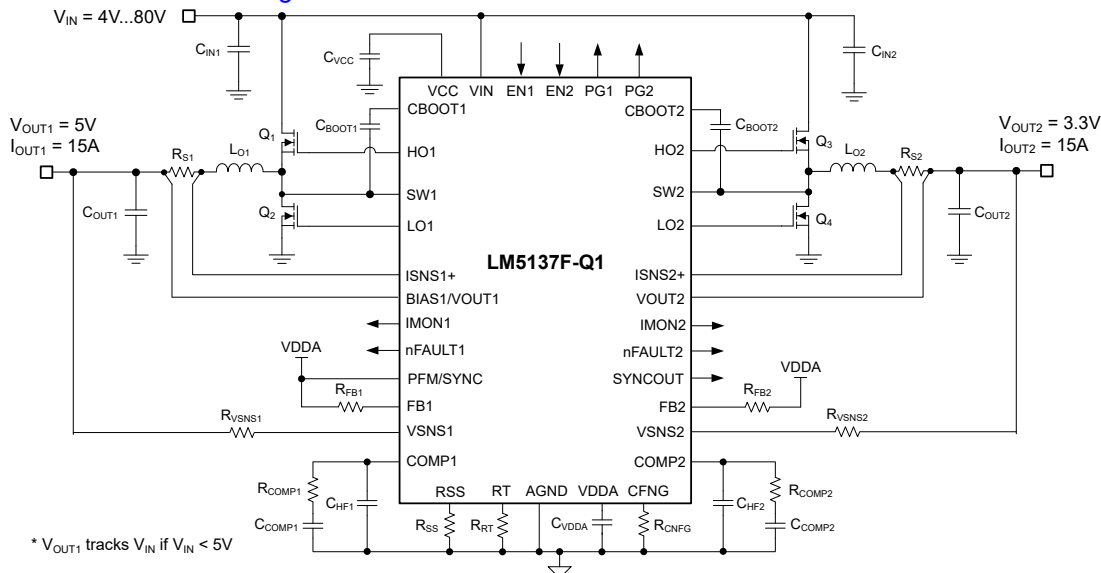 V_IN = 4V...80V
C_IN1
C_VCC
C_IN2
VCC VIN EN1 EN2 PG1 PG2
CBOOT1
CBOOT2
C_BOOT1
C_BOOT2
V_OUT1 = 5V
I_OUT1 = 15A
V_OUT2 = 3.3V
I_OUT2 = 15A
R_S1
L_O1
Q_1
HO1
HO2
Q_3
L_O2
R_S2
SW1
SW2
C_OUT1
Q_2
LO1
LO2
Q_4
C_OUT2
LM5137F-Q1
ISNS1+
ISNS2+
BIAS1/VOUT1
VOUT2
IMON1
IMON2
nFAULT1
nFAULT2
VDDA
PFM/SYNC
SYNCOUT
VDDA
R_FB1
FB1
FB2
R_FB2
R_VSNS1
VSNS1
VSNS2
R_VSNS2
COMP1
COMP2
RSS RT AGND VDDA CFNG
R_COMP1
C_HF1
C_COMP1
R_SS
R_RT
C_VDDA
R_CNFG
C_HF2
R_COMP2
C_COMP2
* V_OUT1 tracks V_IN if V_IN < 5V